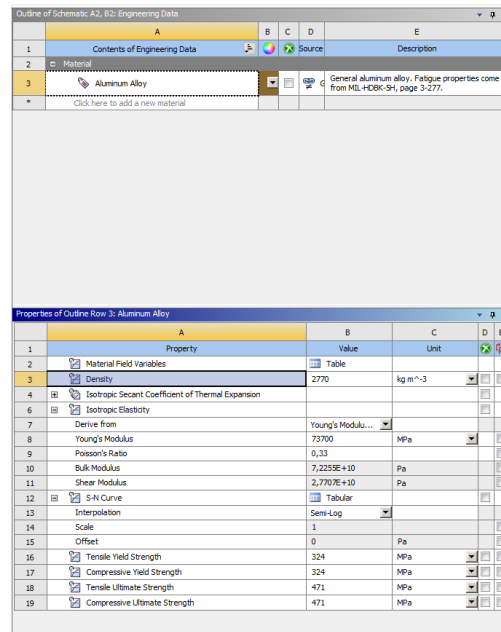 Outline of Schematic A2, B2: Engineering Data
A B C D E
1 Contents of Engineering Data Source Description
2 Material
3 Aluminum Alloy General aluminum alloy. Fatigue properties come
from MIL-HDBK-5H, page 3-277.
* Click here to add a new material
Properties of Outline Row 3: Aluminum Alloy
A B C D E
1 Property Value Unit
2 Material Field Variables Table
3 Density 2770 kg m^-3
4 Isotropic Secant Coefficient of Thermal Expansion
6 Isotropic Elasticity
7 Derive from Young's Modulu...
8 Young's Modulus 73700 MPa
9 Poisson's Ratio 0,33
10 Bulk Modulus 7,2255E+10 Pa
11 Shear Modulus 2,7707E+10 Pa
12 S-N Curve Tabular
13 Interpolation Semi-Log
14 Scale 1
15 Offset 0 Pa
16 Tensile Yield Strength 324 MPa
17 Compressive Yield Strength 324 MPa
18 Tensile Ultimate Strength 471 MPa
19 Compressive Ultimate Strength 471 MPa